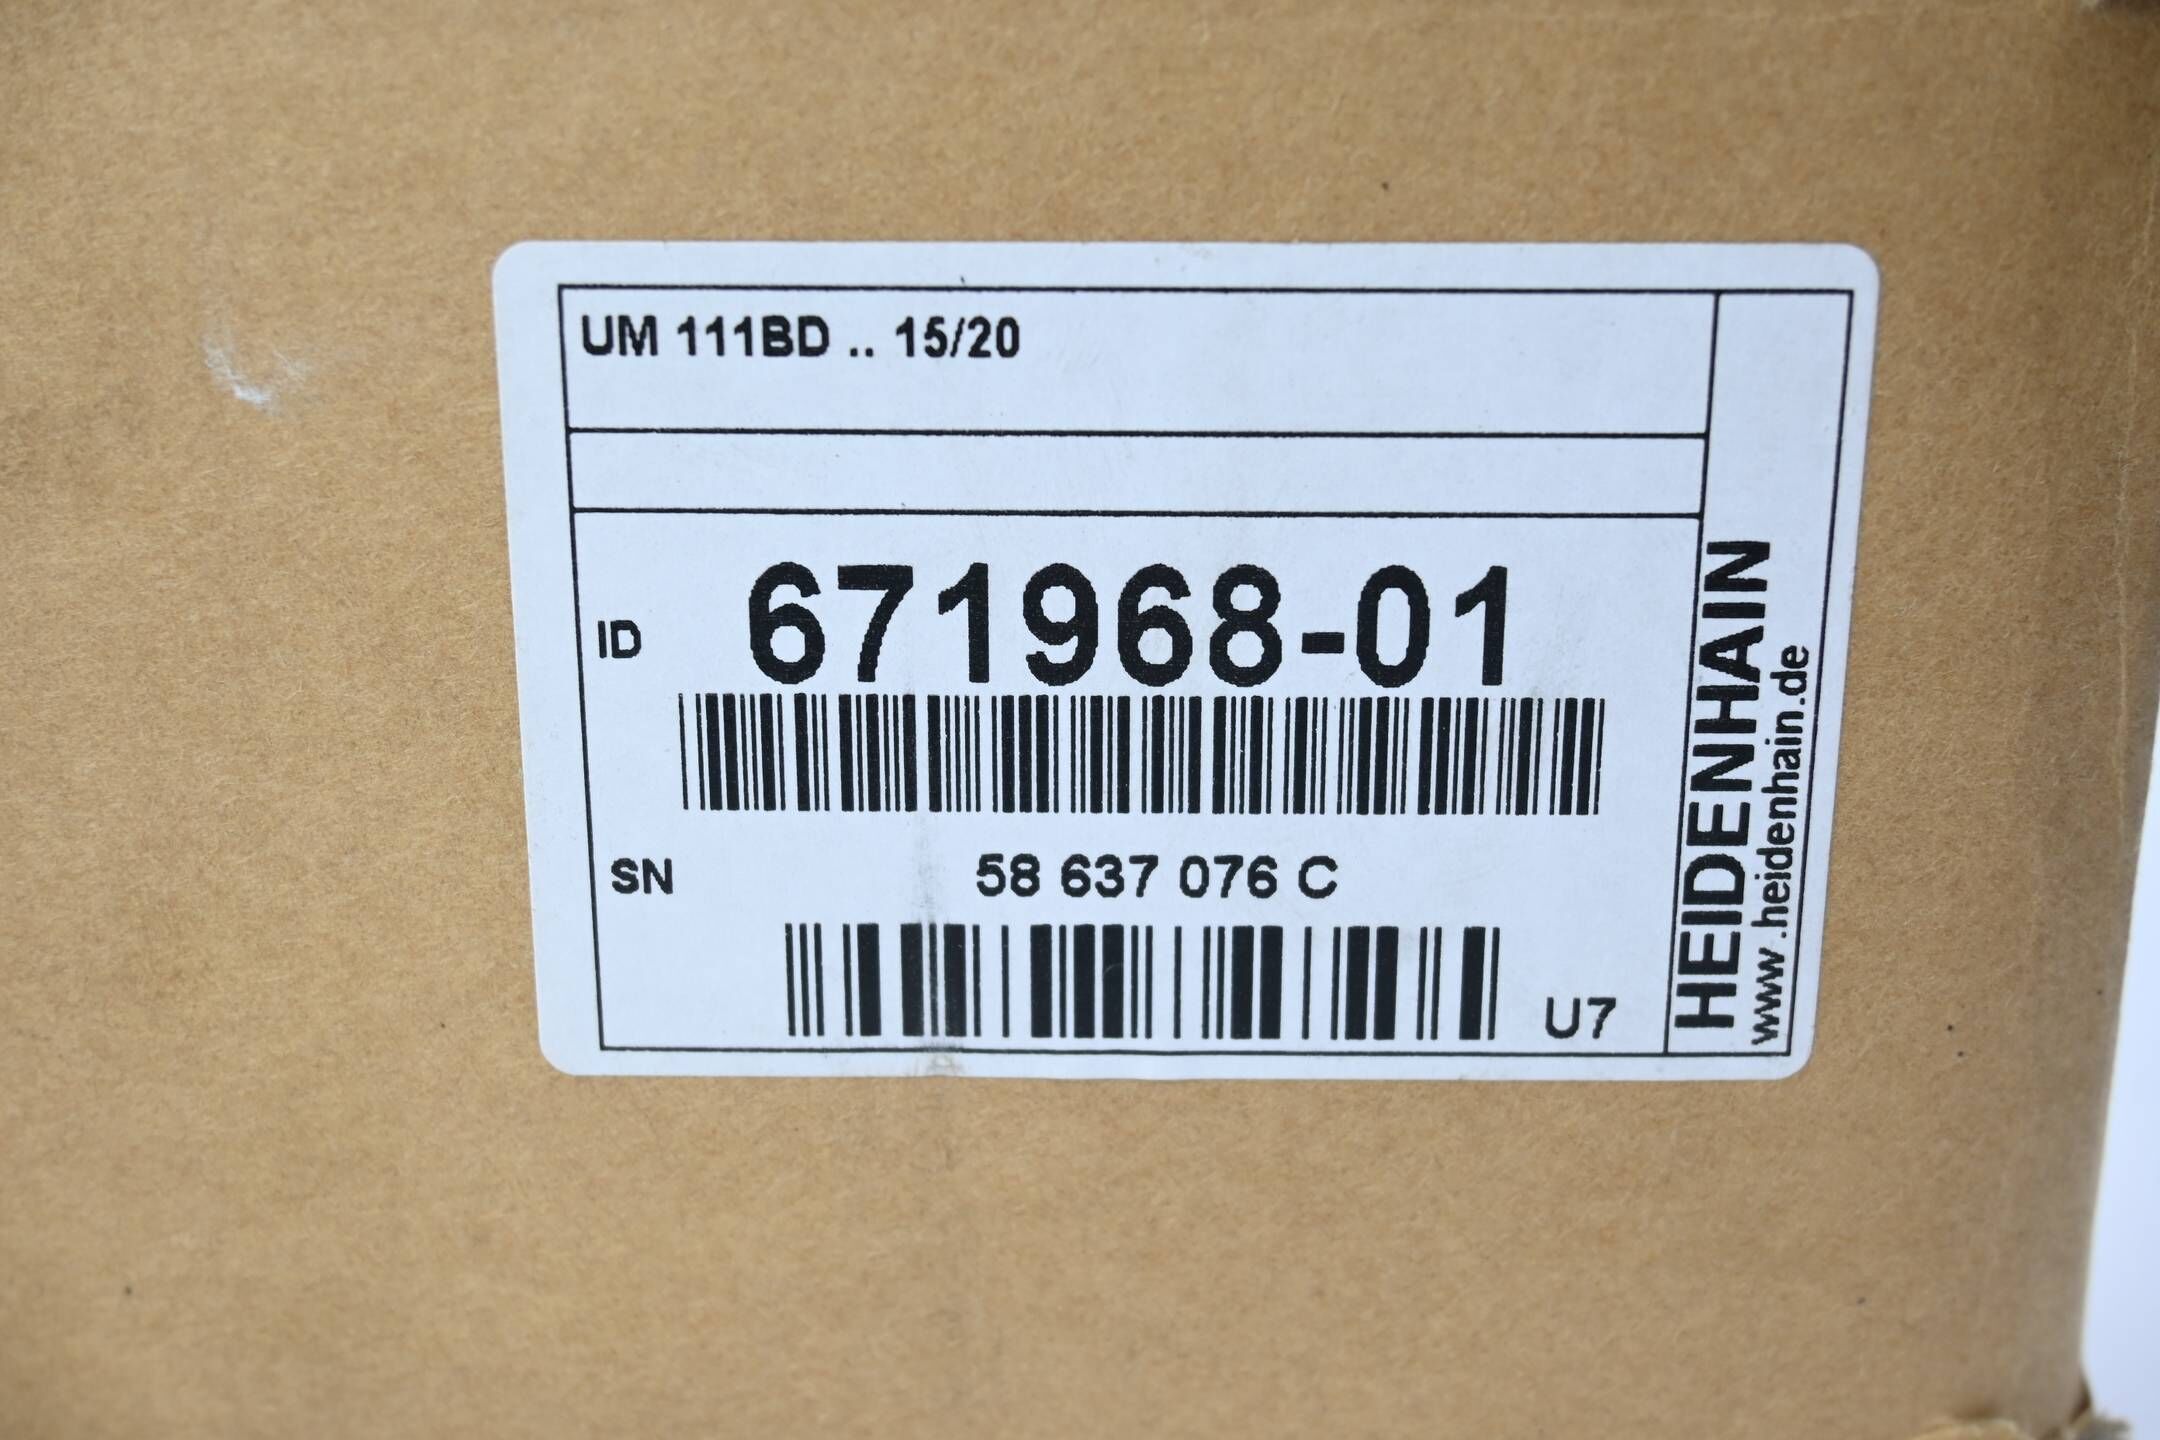 UM 111BD .. 15/20
ID 671968-01
SN 58 637 076 C
U7
HEIDENHAIN
www.heidenhain.de